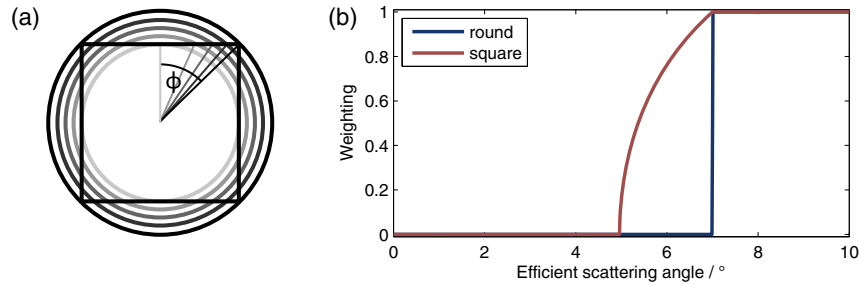 (a)
ϕ
(b)
Weighting
1
0.8
0.6
0.4
0.2
0
round
square
0
2
4
6
8
10
Efficient scattering angle / °